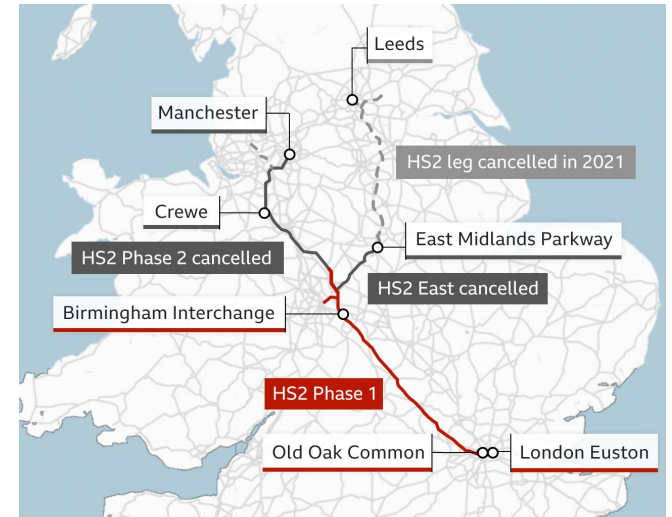 Leeds
Manchester
HS2 leg cancelled in 2021
Crewe
East Midlands Parkway
HS2 Phase 2 cancelled
HS2 East cancelled
Birmingham Interchange
HS2 Phase 1
Old Oak Common
London Euston